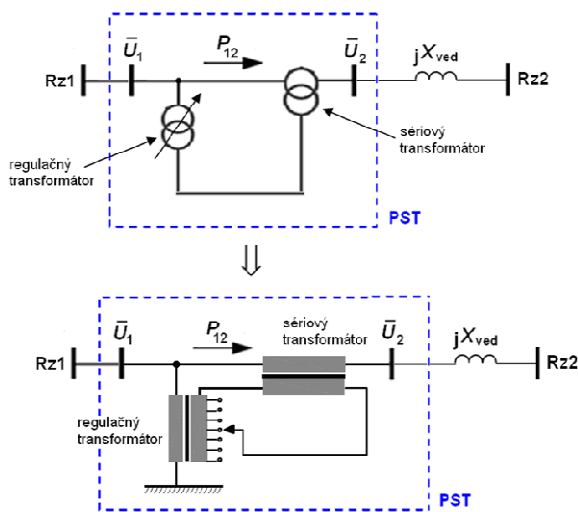 Ū1
P12
Ū2
jXved
Rz1
Rz2
regulačný
transformátor
sériový
transformátor
PST
Ū1
P12
sériový
transformátor
Ū2
jXved
Rz1
Rz2
regulačný
transformátor
PST